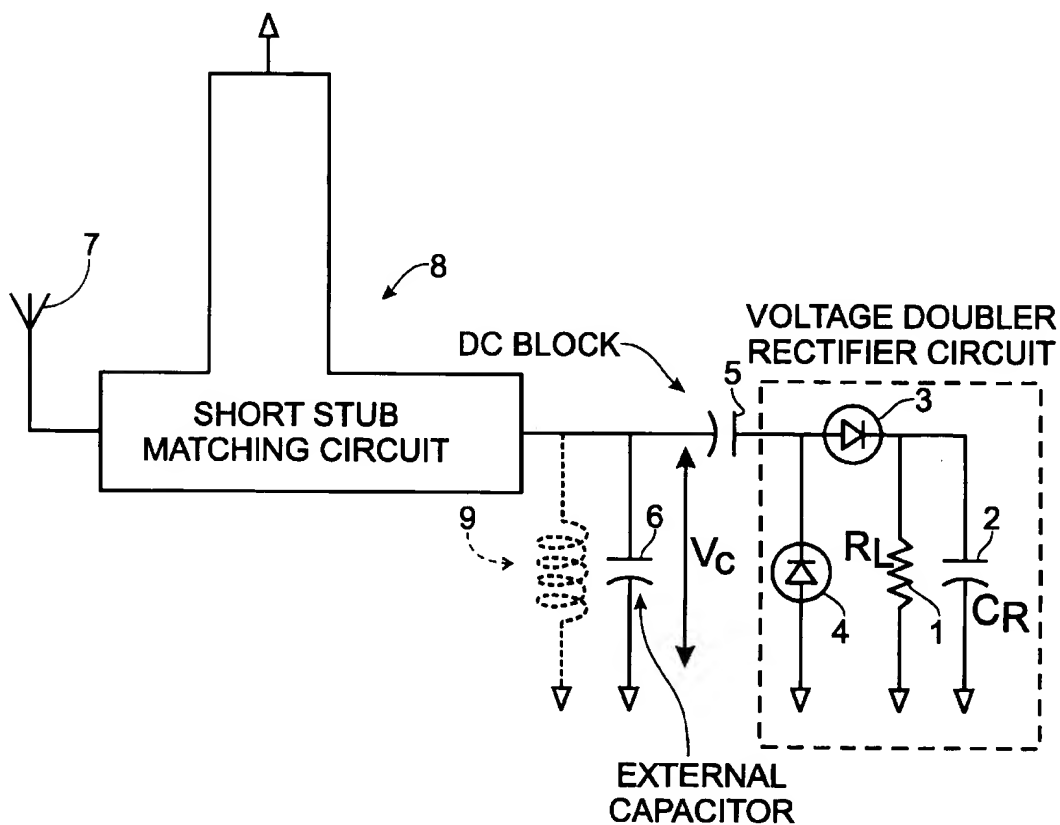 7
8
VOLTAGE DOUBLER
RECTIFIER CIRCUIT
DC BLOCK
5
3
SHORT STUB
MATCHING CIRCUIT
9
6
VC
RL
2
4
1
CR
EXTERNAL
CAPACITOR